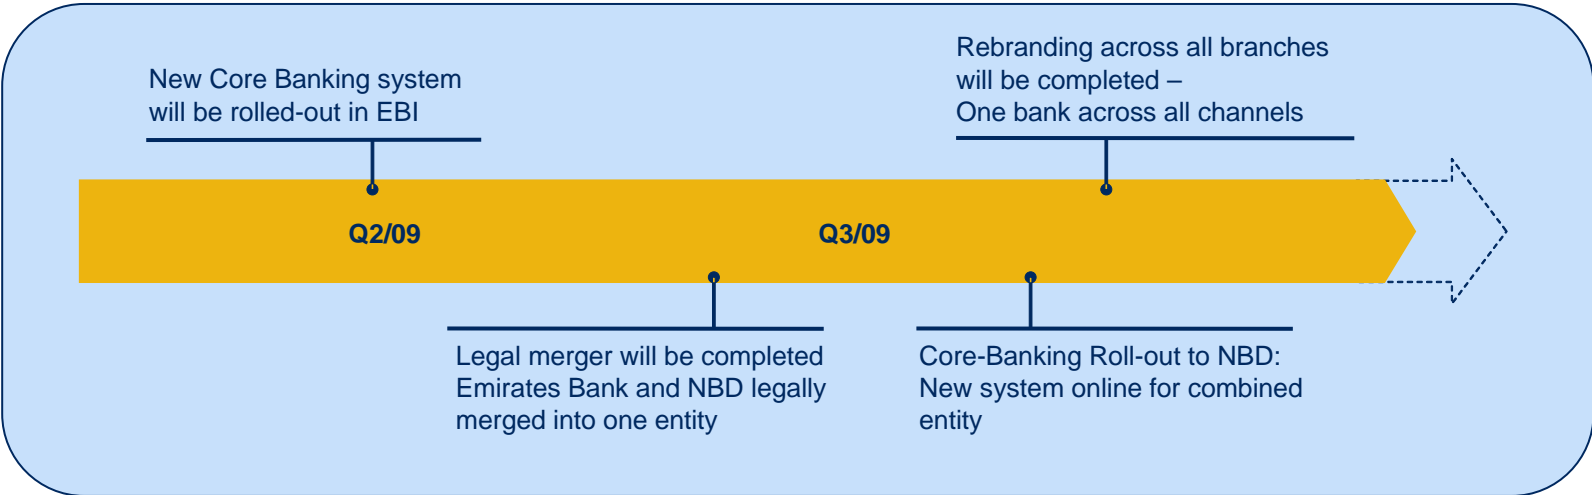 New Core Banking system
will be rolled-out in EBI
Rebranding across all branches
will be completed –
One bank across all channels
Q2/09
Q3/09
Legal merger will be completed
Emirates Bank and NBD legally
merged into one entity
Core-Banking Roll-out to NBD:
New system online for combined
entity